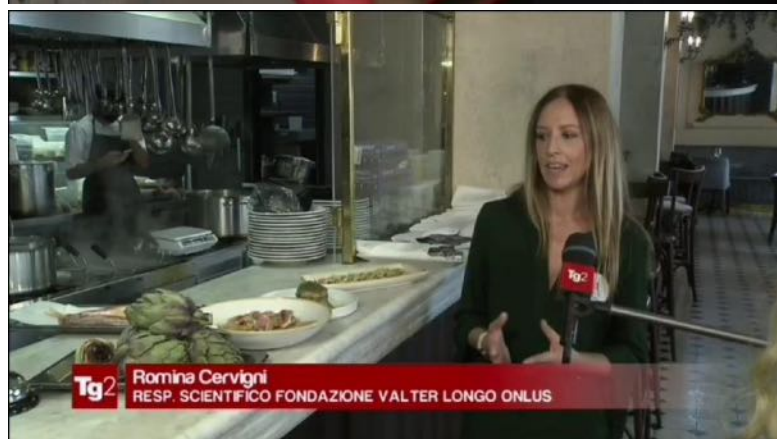 Tg2
Tg2
Romina Cervigni
RESP. SCIENTIFICO FONDAZIONE VALTER LONGO ONLUS